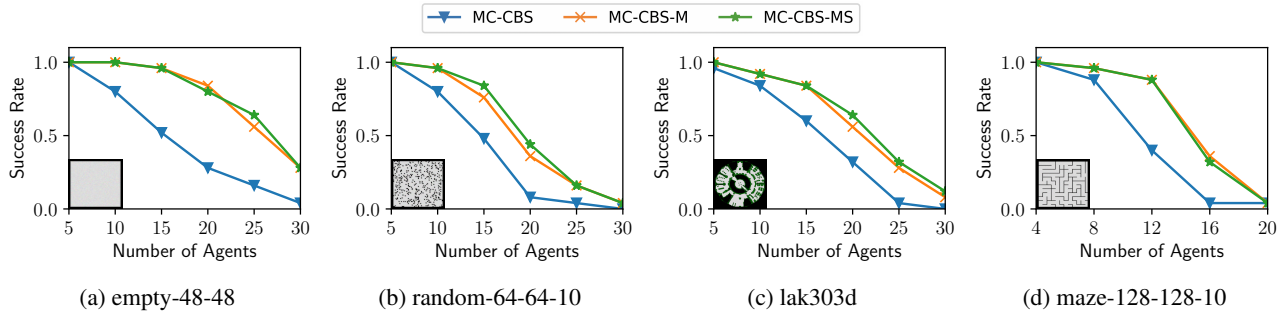 MC-CBS MC-CBS-M MC-CBS-MS
Success Rate
1.0
0.5
0.0
5 10 15 20 25 30
Number of Agents
(a) empty-48-48
Success Rate
1.0
0.5
0.0
5 10 15 20 25 30
Number of Agents
(b) random-64-64-10
Success Rate
1.0
0.5
0.0
5 10 15 20 25 30
Number of Agents
(c) lak303d
Success Rate
1.0
0.5
0.0
4 8 12 16 20
Number of Agents
(d) maze-128-128-10